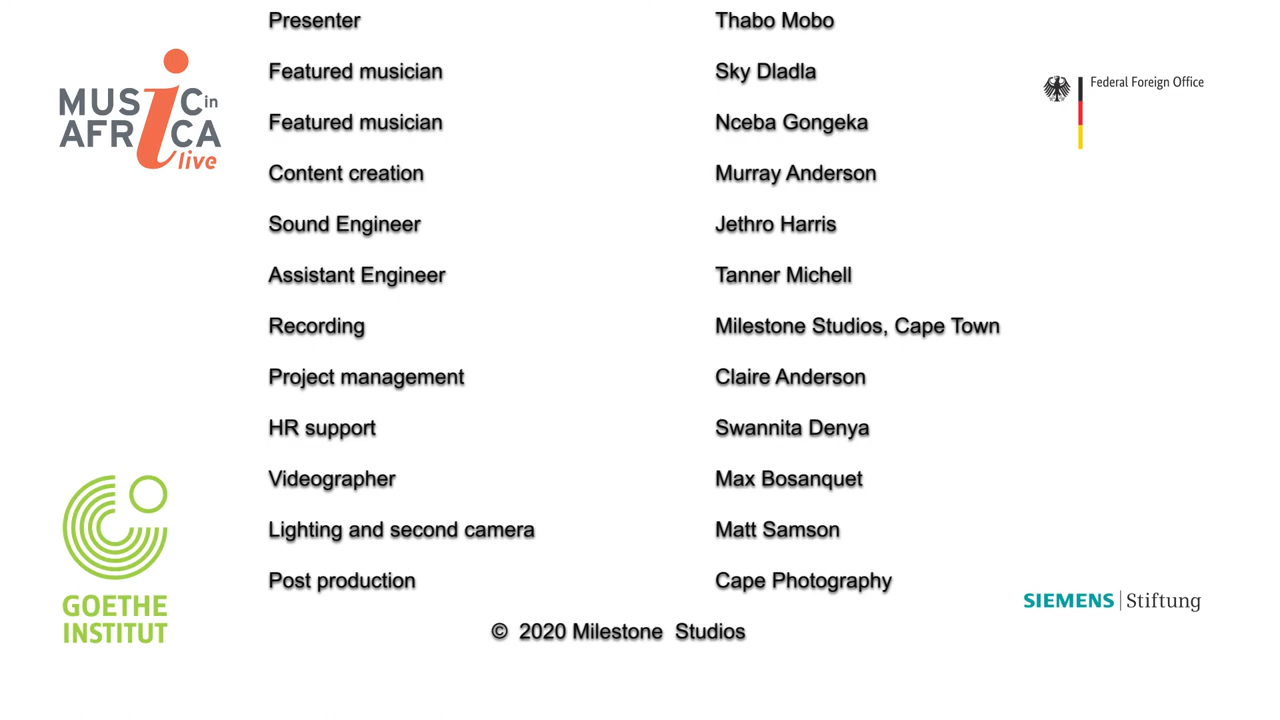 Presenter Thabo Mobo
MUSiC in
AFRiCA
live
Featured musician Sky Dladla
Federal Foreign Office
Featured musician Nceba Gongeka
Content creation Murray Anderson
Sound Engineer Jethro Harris
Assistant Engineer Tanner Michell
Recording Milestone Studios, Cape Town
Project management Claire Anderson
HR support Swannita Denya
Videographer Max Bosanquet
Lighting and second camera Matt Samson
Post production Cape Photography
GOETHE
INSTITUT
SIEMENS | Stiftung
© 2020 Milestone Studios